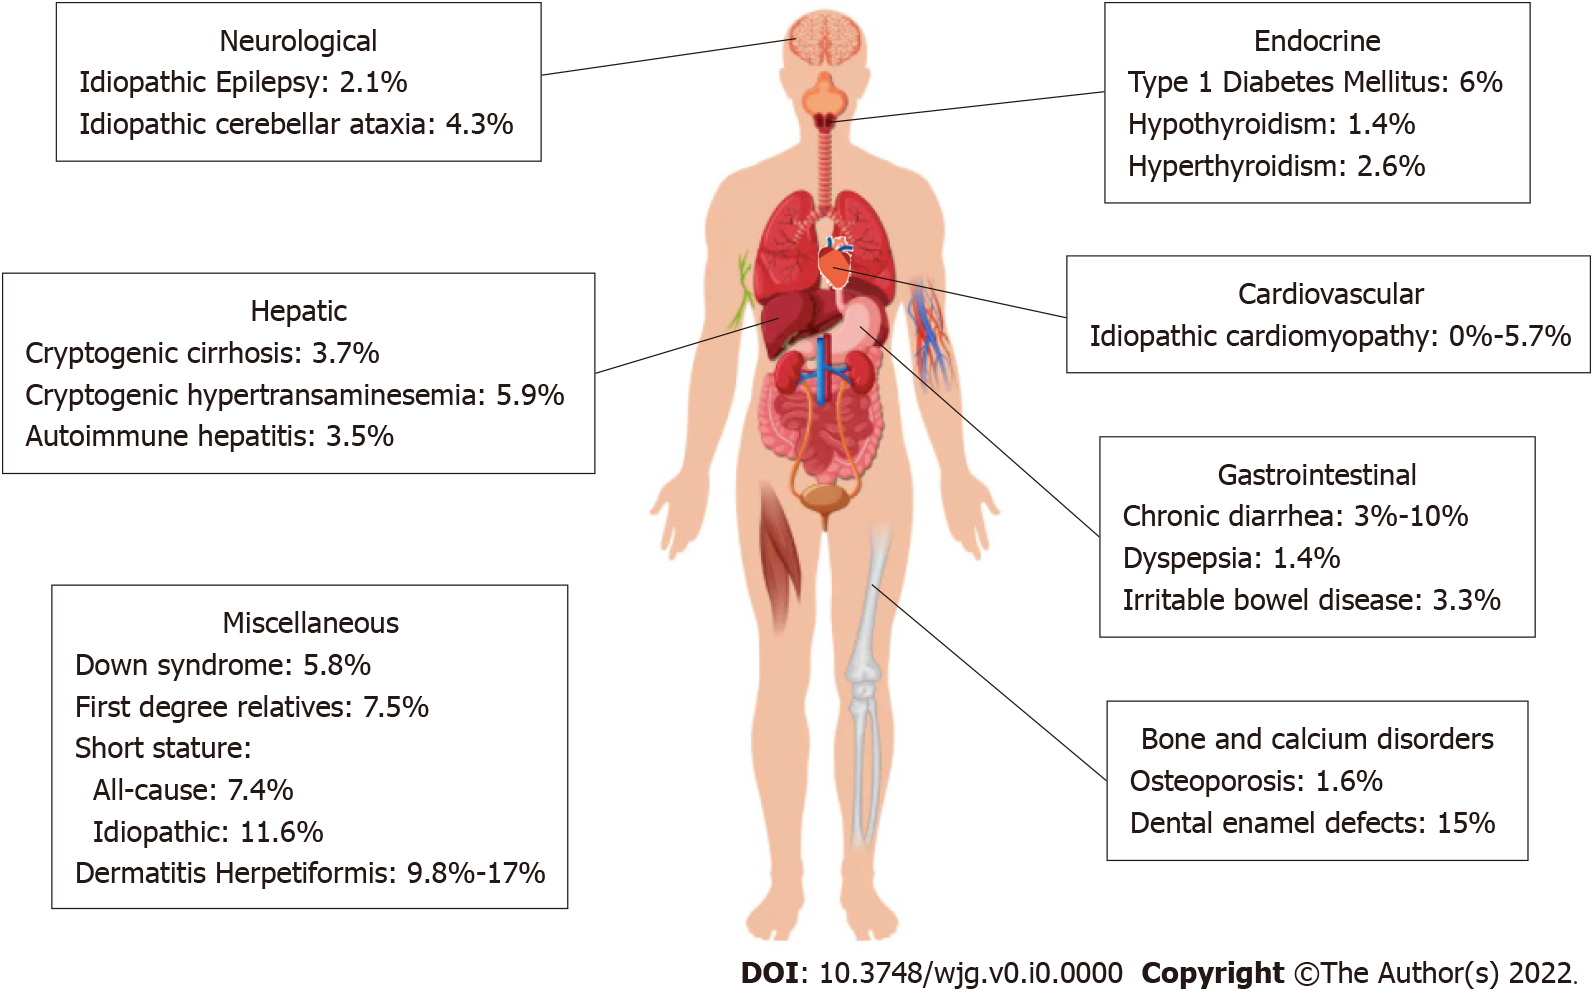 Neurological
Idiopathic Epilepsy: 2.1%
Idiopathic cerebellar ataxia: 4.3%
Endocrine
Type 1 Diabetes Mellitus: 6%
Hypothyroidism: 1.4%
Hyperthyroidism: 2.6%
Hepatic
Cryptogenic cirrhosis: 3.7%
Cryptogenic hypertransaminesemia: 5.9%
Autoimmune hepatitis: 3.5%
Cardiovascular
Idiopathic cardiomyopathy: 0%-5.7%
Gastrointestinal
Chronic diarrhea: 3%-10%
Dyspepsia: 1.4%
Irritable bowel disease: 3.3%
Miscellaneous
Down syndrome: 5.8%
First degree relatives: 7.5%
Short stature:
All-cause: 7.4%
Idiopathic: 11.6%
Dermatitis Herpetiformis: 9.8%-17%
Bone and calcium disorders
Osteoporosis: 1.6%
Dental enamel defects: 15%
DOI: 10.3748/wjg.v0.i0.0000 Copyright ©The Author(s) 2022.